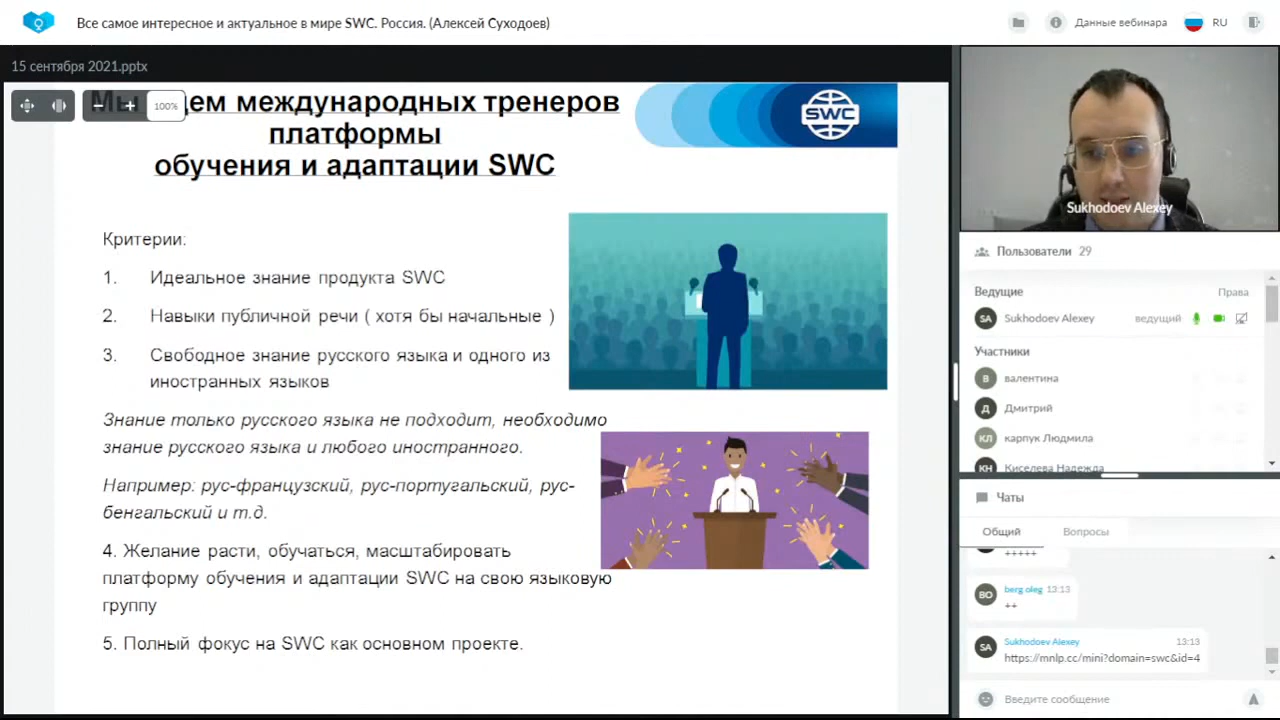 Все самое интересное и актуальное в мире SWC. Россия. (Алексей Суходоев)
Данные вебинара
RU
15 сентября 2021.pptx
100%
международных тренеров
платформы
обучения и адаптации SWC
SWC
Критерии:
1. Идеальное знание продукта SWC
2. Навыки публичной речи ( хотя бы начальные )
3. Свободное знание русского языка и одного из
иностранных языков
Знание только русского языка не подходит, необходимо
знание русского языка и любого иностранного.
Например: рус-французский, рус-португальский, рус-
бенгальский и т.д.
4. Желание расти, обучаться, масштабировать
платформу обучения и адаптации SWC на свою языковую
группу
5. Полный фокус на SWC как основном проекте.
Sukhodoev Alexey
Пользователи 29
Ведущие Права
SA Sukhodoev Alexey ведущий
Участники
В валентина
Д Дмитрий
КЛ карпук Людмила
КН Киселева Надежда
Чаты
Общий Вопросы
+++++
BO berg oleg 13:13
++
SA Sukhodoev Alexey 13:13
https://mnlp.cc/mini?domain=swc&id=4
Введите сообщение